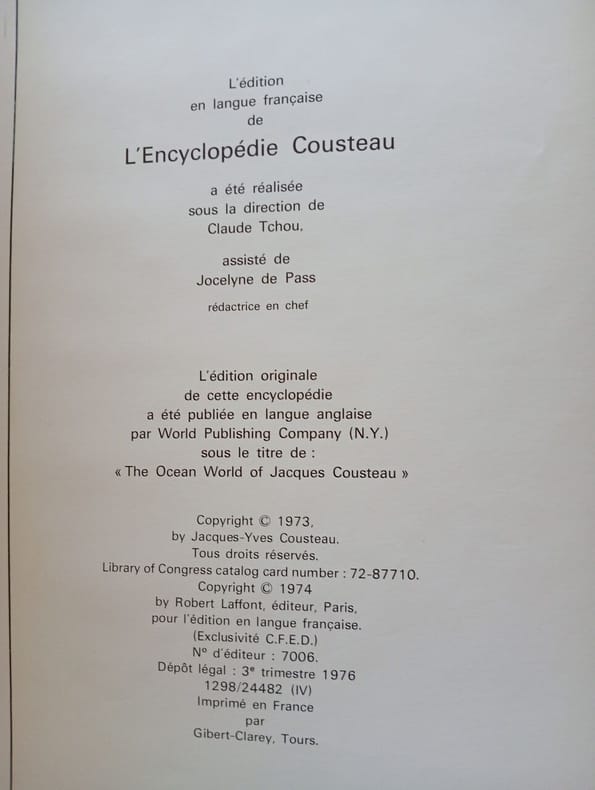 L'édition
en langue française
de
L'Encyclopédie Cousteau
a été réalisée
sous la direction de
Claude Tchou,
assisté de
Jocelyne de Pass
rédactrice en chef
L'édition originale
de cette encyclopédie
a été publiée en langue anglaise
par World Publishing Company (N.Y.)
sous le titre de :
« The Ocean World of Jacques Cousteau »
Copyright © 1973,
by Jacques-Yves Cousteau.
Tous droits réservés.
Library of Congress catalog card number : 72-87710.
Copyright © 1974
by Robert Laffont, éditeur, Paris,
pour l'édition en langue française.
(Exclusivité C.F.E.D.)
N° d'éditeur : 7006.
Dépôt légal : 3e trimestre 1976
1298/24482 (IV)
Imprimé en France
par
Gibert-Clarey, Tours.